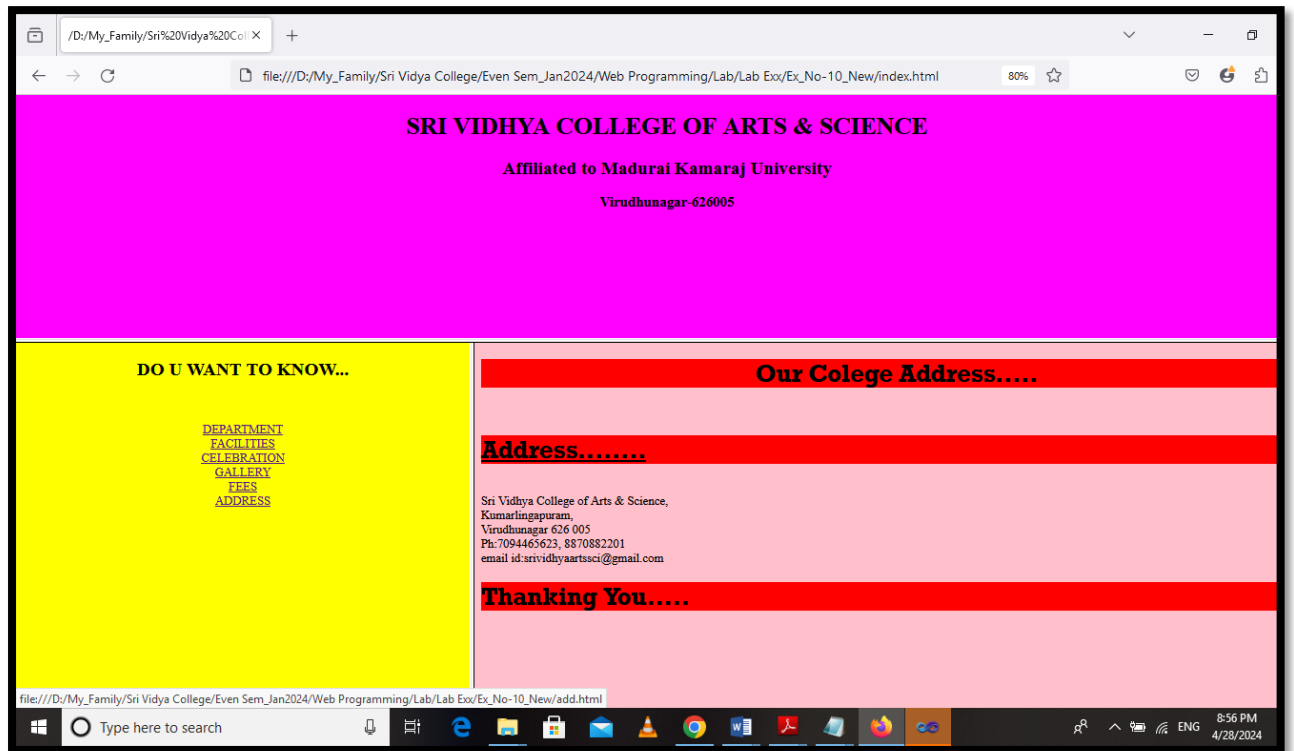 /D:/My_Family/Sri%20Vidya%20Coll
file:///D:/My_Family/Sri Vidya College/Even Sem_Jan2024/Web Programming/Lab/Lab Exx/Ex_No-10_New/index.html
80%
SRI VIDHYA COLLEGE OF ARTS & SCIENCE
Affiliated to Madurai Kamaraj University
Virudhunagar-626005
DO U WANT TO KNOW...
DEPARTMENT
FACILITIES
CELEBRATION
GALLERY
FEES
ADDRESS
Our Colege Address.....
Address........
Sri Vidhya College of Arts & Science,
Kumarlingapuram,
Virudhunagar 626 005
Ph:7094465623, 8870882201
email id:srividhyaartssci@gmail.com
Thanking You.....
file:///D:/My_Family/Sri Vidya College/Even Sem_Jan2024/Web Programming/Lab/Lab Exx/Ex_No-10_New/add.html
Type here to search
ENG
8:56 PM
4/28/2024